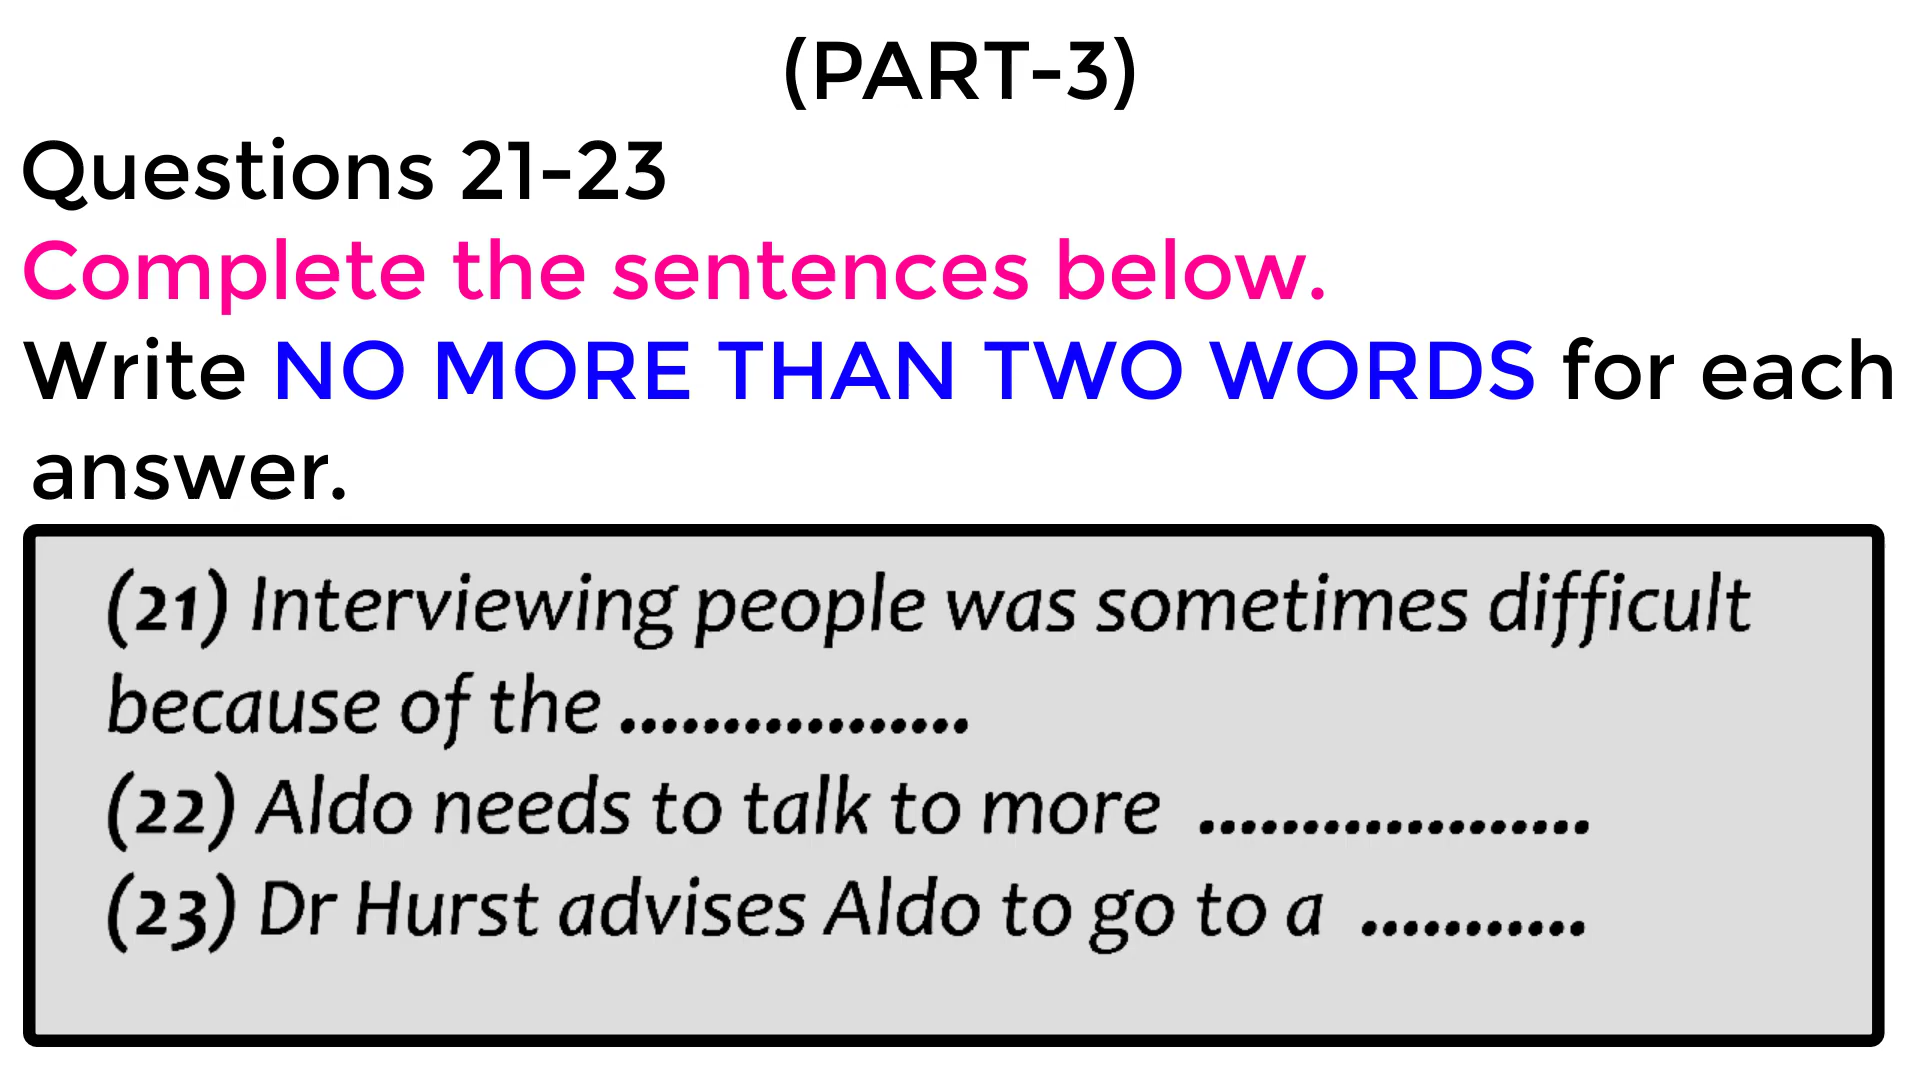 (PART-3)
Questions 21-23
Complete the sentences below.
Write NO MORE THAN TWO WORDS for each
answer.
(21) Interviewing people was sometimes difficult
because of the .................
(22) Aldo needs to talk to more ...................
(23) Dr Hurst advises Aldo to go to a ...........